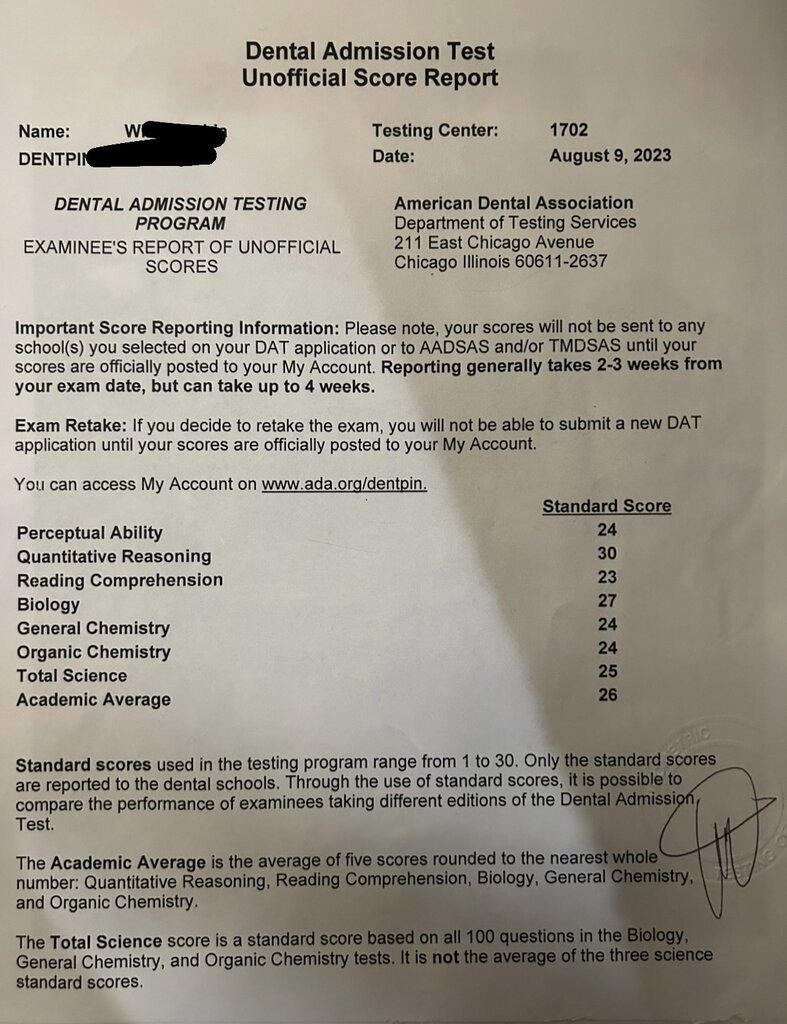 Dental Admission Test
Unofficial Score Report
Name:
Testing Center: 1702
DENTPIN
Date: August 9, 2023
DENTAL ADMISSION TESTING
PROGRAM
EXAMINEE'S REPORT OF UNOFFICIAL
SCORES
American Dental Association
Department of Testing Services
211 East Chicago Avenue
Chicago Illinois 60611-2637
Important Score Reporting Information: Please note, your scores will not be sent to any
school(s) you selected on your DAT application or to AADSAS and/or TMDSAS until your
scores are officially posted to your My Account. Reporting generally takes 2-3 weeks from
your exam date, but can take up to 4 weeks.
Exam Retake: If you decide to retake the exam, you will not be able to submit a new DAT
application until your scores are officially posted to your My Account.
You can access My Account on www.ada.org/dentpin.
Standard Score
Perceptual Ability 24
Quantitative Reasoning 30
Reading Comprehension 23
Biology 27
General Chemistry 24
Organic Chemistry 24
Total Science 25
Academic Average 26
Standard scores used in the testing program range from 1 to 30. Only the standard scores
are reported to the dental schools. Through the use of standard scores, it is possible to
compare the performance of examinees taking different editions of the Dental Admission
Test.
The Academic Average is the average of five scores rounded to the nearest whole
number: Quantitative Reasoning, Reading Comprehension, Biology, General Chemistry,
and Organic Chemistry.
The Total Science score is a standard score based on all 100 questions in the Biology,
General Chemistry, and Organic Chemistry tests. It is not the average of the three science
standard scores.